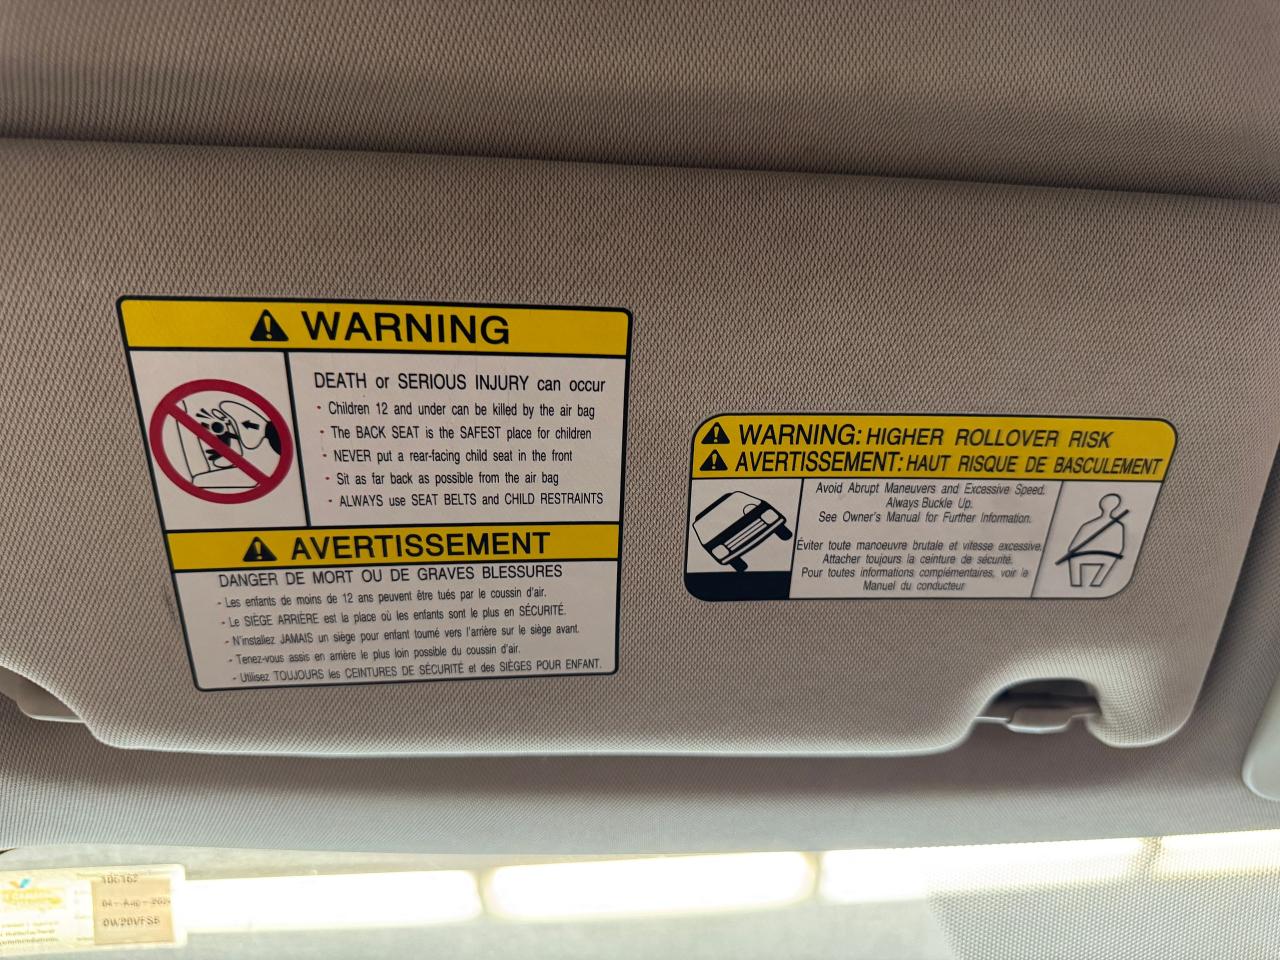 WARNING
DEATH or SERIOUS INJURY can occur
• Children 12 and under can be killed by the air bag
• The BACK SEAT is the SAFEST place for children
• NEVER put a rear-facing child seat in the front
• Sit as far back as possible from the air bag
• ALWAYS use SEAT BELTS and CHILD RESTRAINTS
AVERTISSEMENT
DANGER DE MORT OU DE GRAVES BLESSURES
- Les enfants de moins de 12 ans peuvent être tués par le coussin d'air.
- Le SIÈGE ARRIÈRE est la place où les enfants sont le plus en SÉCURITÉ.
- N'installez JAMAIS un siège pour enfant tourné vers l'arrière sur le siège avant.
- Tenez-vous assis en arrière le plus loin possible du coussin d'air.
- Utilisez TOUJOURS les CEINTURES DE SÉCURITÉ et des SIÈGES POUR ENFANT.
WARNING: HIGHER ROLLOVER RISK
AVERTISSEMENT: HAUT RISQUE DE BASCULEMENT
Avoid Abrupt Maneuvers and Excessive Speed.
Always Buckle Up.
See Owner's Manual for Further Information.
Éviter toute manoeuvre brutale et vitesse excessive.
Attacher toujours la ceinture de sécurité.
Pour toutes informations complémentaires, voir le
Manuel du conducteur
0W20VFS5